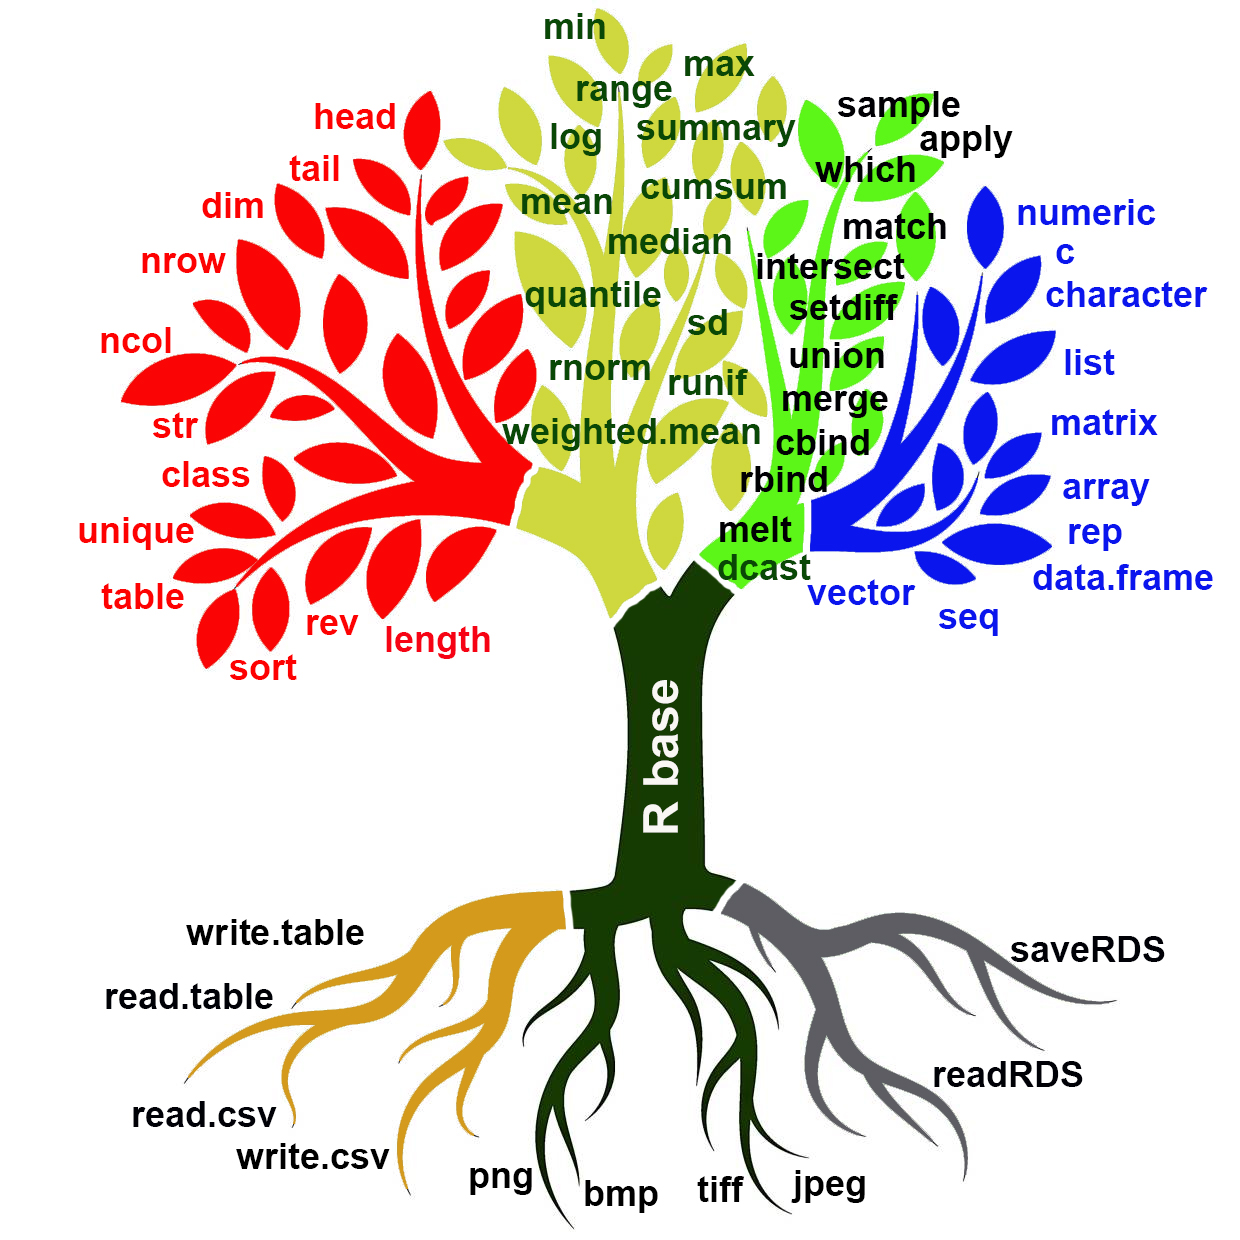 head
tail
dim
nrow
ncol
str
class
unique
table
sort
rev
length
min
max
range
log
summary
mean
cumsum
median
quantile
sd
rnorm
runif
weighted.mean
sample
apply
which
match
intersect
setdiff
union
merge
cbind
rbind
melt
dcast
numeric
c
character
list
matrix
array
rep
data.frame
vector
seq
R base
write.table
read.table
read.csv
write.csv
png
bmp
tiff
jpeg
saveRDS
readRDS